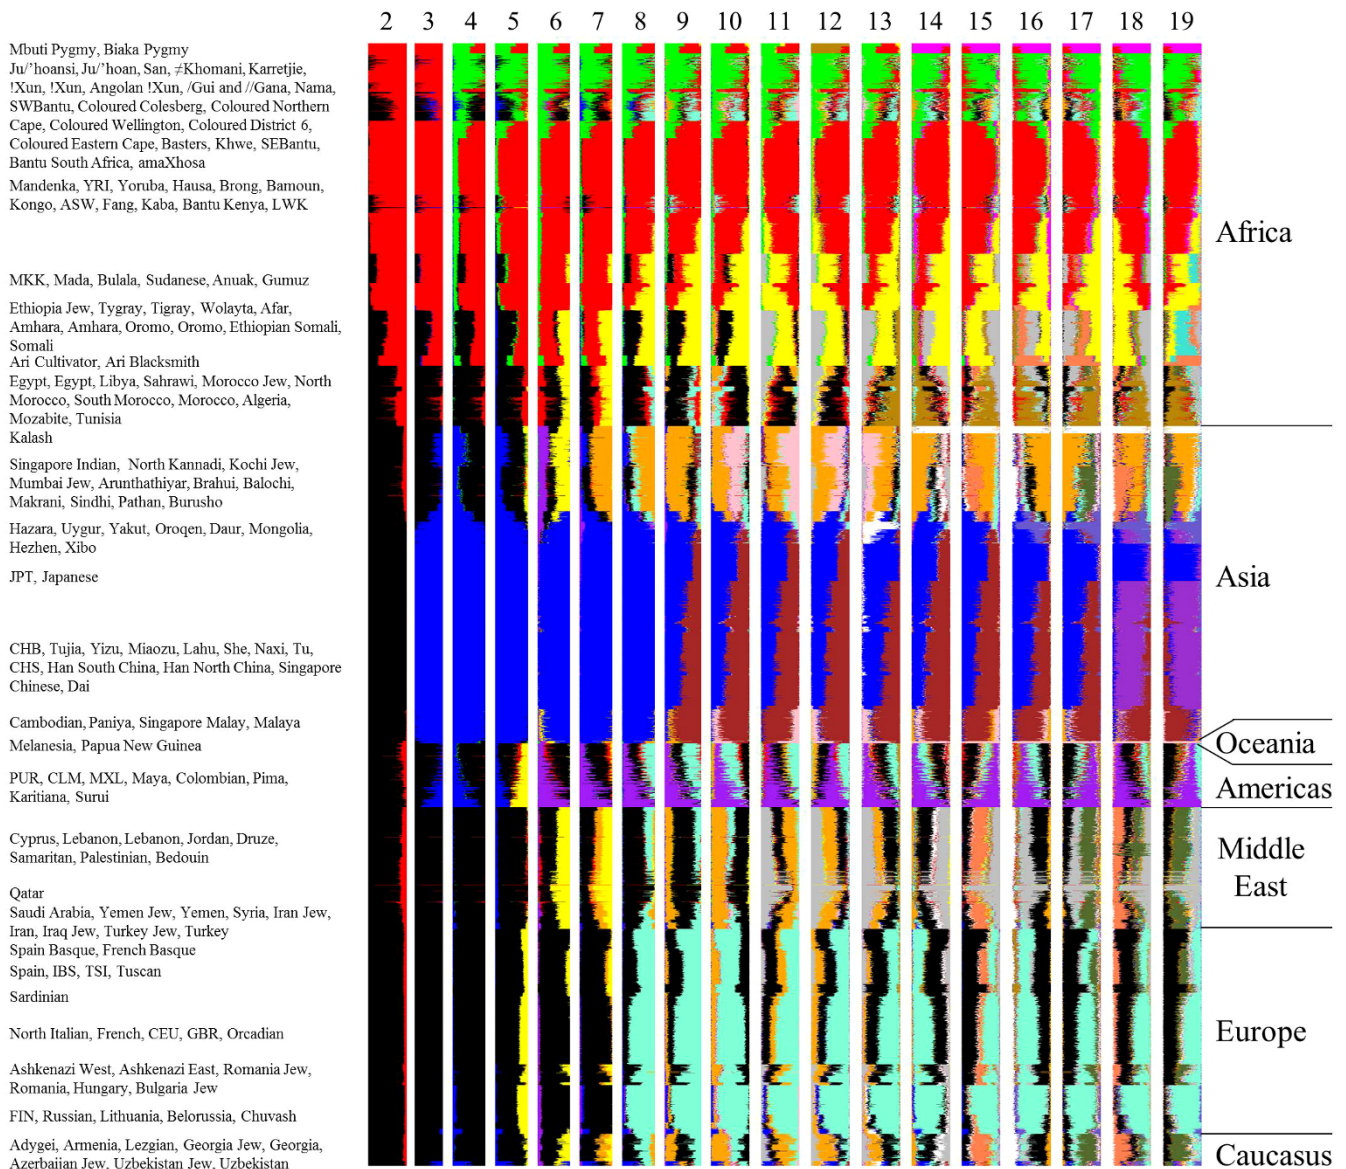 2 3 4 5 6 7 8 9 10 11 12 13 14 15 16 17 18 19
Mbuti Pygmy, Biaka Pygmy
Ju/'hoansi, Ju/'hoan, San, ≠Khomani, Karretjie,
!Xun, !Xun, Angolan !Xun, /Gui and //Gana, Nama,
SWBantu, Coloured Colesberg, Coloured Northern
Cape, Coloured Wellington, Coloured District 6,
Coloured Eastern Cape, Basters, Khwe, SEBantu,
Bantu South Africa, amaXhosa
Mandenka, YRI, Yoruba, Hausa, Brong, Bamoun,
Kongo, ASW, Fang, Kaba, Bantu Kenya, LWK
Africa
MKK, Mada, Bulala, Sudanese, Anuak, Gumuz
Ethiopia Jew, Tygray, Tigray, Wolayta, Afar,
Amhara, Amhara, Oromo, Oromo, Ethiopian Somali,
Somali
Ari Cultivator, Ari Blacksmith
Egypt, Egypt, Libya, Sahrawi, Morocco Jew, North
Morocco, South Morocco, Morocco, Algeria,
Mozabite, Tunisia
Kalash
Singapore Indian, North Kannadi, Kochi Jew,
Mumbai Jew, Arunthathiyar, Brahui, Balochi,
Makrani, Sindhi, Pathan, Burusho
Hazara, Uygur, Yakut, Oroqen, Daur, Mongolia,
Hezhen, Xibo
JPT, Japanese
Asia
CHB, Tujia, Yizu, Miaozu, Lahu, She, Naxi, Tu,
CHS, Han South China, Han North China, Singapore
Chinese, Dai
Cambodian, Paniya, Singapore Malay, Malaya
Melanesia, Papua New Guinea
Oceania
PUR, CLM, MXL, Maya, Colombian, Pima,
Karitiana, Surui
Americas
Cyprus, Lebanon, Lebanon, Jordan, Druze,
Samaritan, Palestinian, Bedouin
Middle
East
Qatar
Saudi Arabia, Yemen Jew, Yemen, Syria, Iran Jew,
Iran, Iraq Jew, Turkey Jew, Turkey
Spain Basque, French Basque
Spain, IBS, TSI, Tuscan
Sardinian
North Italian, French, CEU, GBR, Orcadian
Europe
Ashkenazi West, Ashkenazi East, Romania Jew,
Romania, Hungary, Bulgaria Jew
FIN, Russian, Lithuania, Belorussia, Chuvash
Adygei, Armenia, Lezgian, Georgia Jew, Georgia,
Azerbaijan Jew, Uzbekistan Jew, Uzbekistan
Caucasus